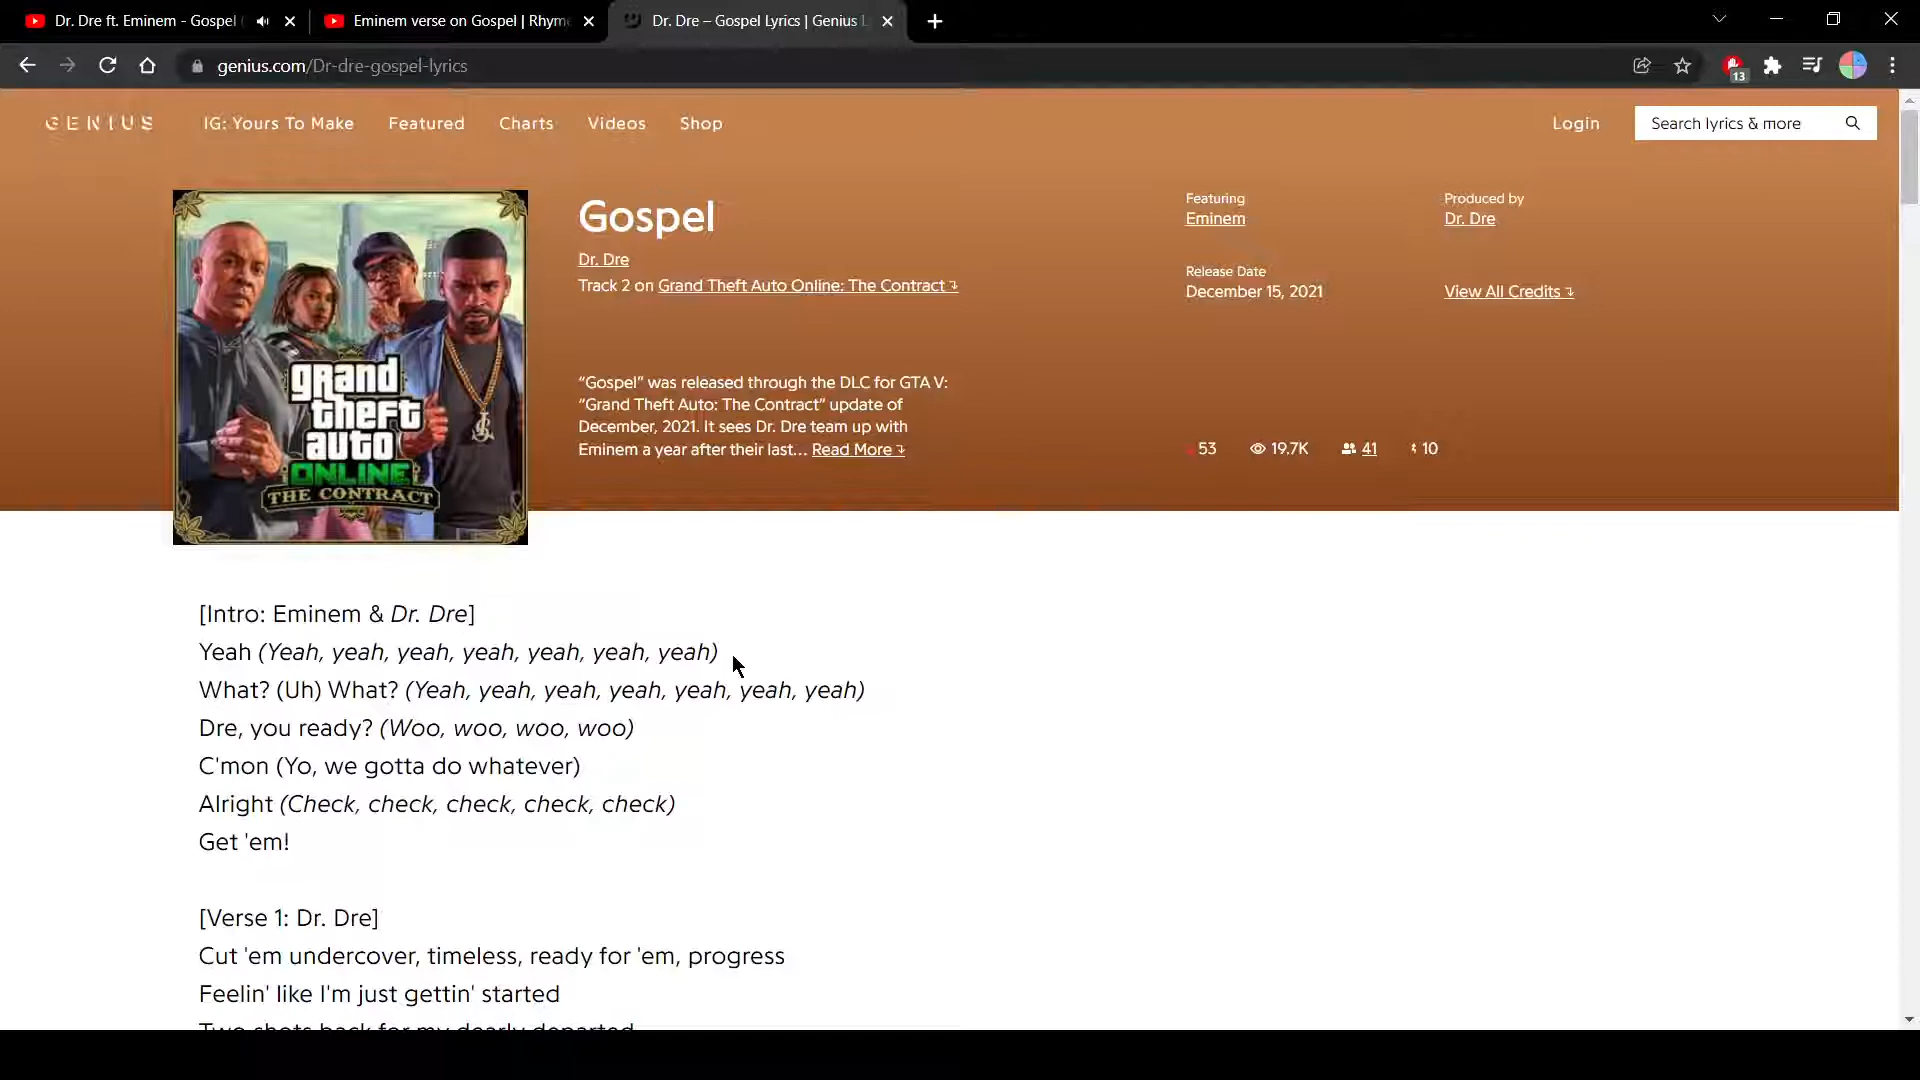 Dr. Dre ft. Eminem - Gospel
Eminem verse on Gospel | Rhym
Dr. Dre – Gospel Lyrics | Genius L
genius.com/Dr-dre-gospel-lyrics
13
GENIUS
IG: Yours To Make
Featured
Charts
Videos
Shop
Login
Search lyrics & more
Gospel
Dr. Dre
Track 2 on Grand Theft Auto Online: The Contract
Featuring
Eminem
Produced by
Dr. Dre
Release Date
December 15, 2021
View All Credits
“Gospel” was released through the DLC for GTA V:
“Grand Theft Auto: The Contract” update of
December, 2021. It sees Dr. Dre team up with
Eminem a year after their last... Read More
53
19.7K
41
10
grand
theft
auto
ONLINE
THE CONTRACT
[Intro: Eminem & Dr. Dre]
Yeah (Yeah, yeah, yeah, yeah, yeah, yeah, yeah)
What? (Uh) What? (Yeah, yeah, yeah, yeah, yeah, yeah, yeah)
Dre, you ready? (Woo, woo, woo, woo)
C'mon (Yo, we gotta do whatever)
Alright (Check, check, check, check, check)
Get 'em!
[Verse 1: Dr. Dre]
Cut 'em undercover, timeless, ready for 'em, progress
Feelin' like I'm just gettin' started
Two shots back for my dearly departed